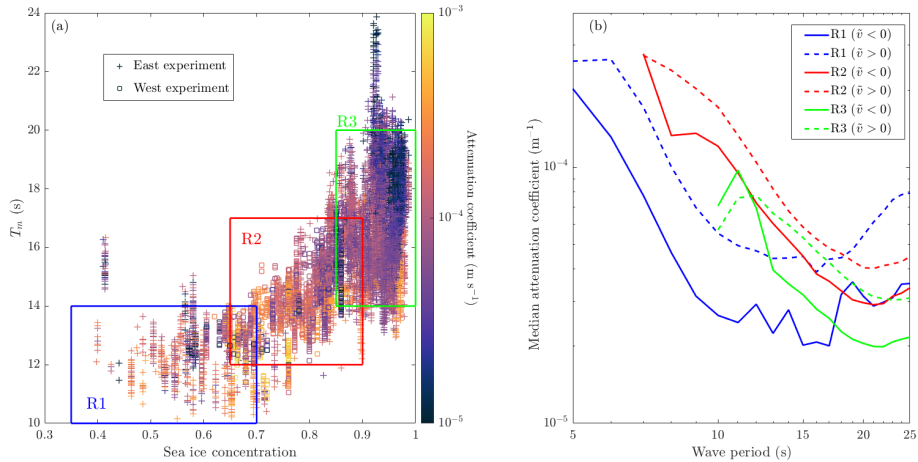 (a)
East experiment
West experiment
R1
R2
R3
24
22
20
18
16
14
12
10
T_m (s)
0.3 0.4 0.5 0.6 0.7 0.8 0.9 1
Sea ice concentration
10^{-3}
10^{-4}
10^{-5}
Attenuation coefficient (m s^{-1})
(b)
R1 (ṽ < 0)
R1 (ṽ > 0)
R2 (ṽ < 0)
R2 (ṽ > 0)
R3 (ṽ < 0)
R3 (ṽ > 0)
10^{-4}
10^{-5}
Median attenuation coefficient (m^{-1})
5 10 15 20 25
Wave period (s)